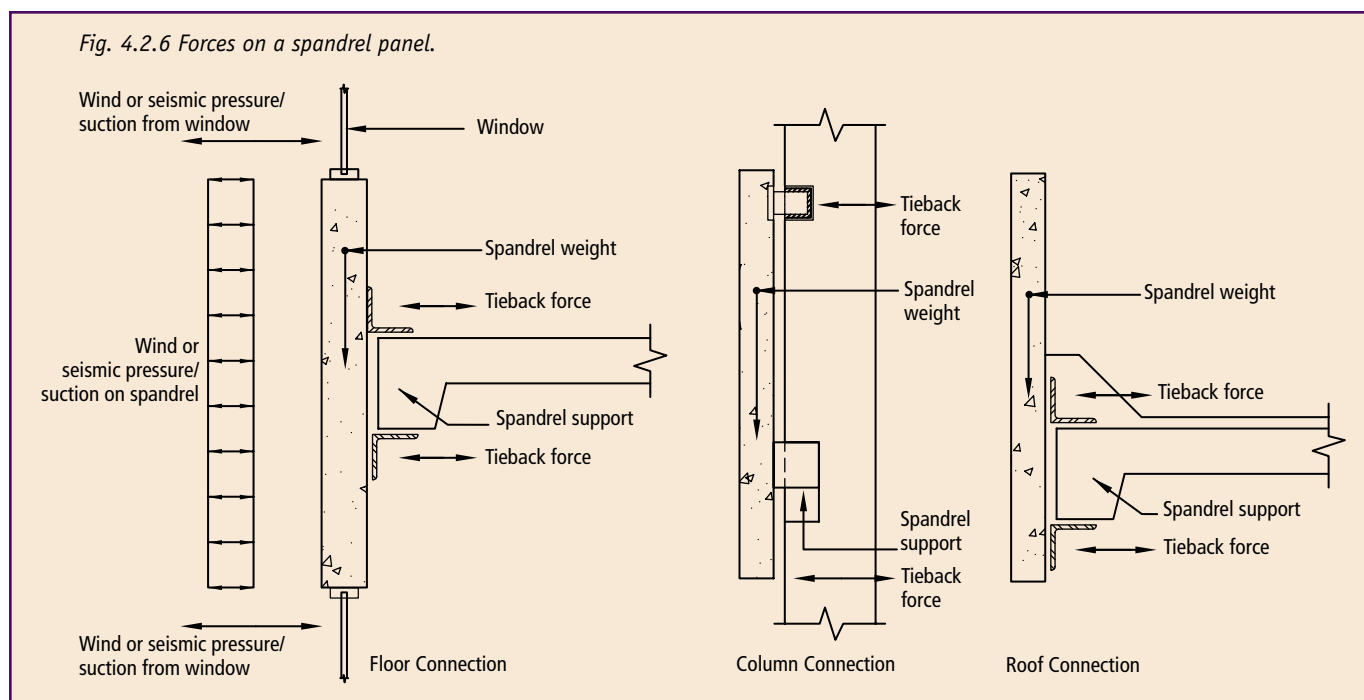 Fig. 4.2.6 Forces on a spandrel panel.
Wind or seismic pressure/
suction from window
Window
Spandrel weight
Tieback force
Wind or
seismic pressure/
suction on spandrel
Spandrel support
Tieback force
Wind or seismic pressure/
suction from window
Floor Connection
Tieback
force
Spandrel
weight
Spandrel
support
Tieback
force
Column Connection
Spandrel weight
Tieback force
Spandrel support
Tieback force
Roof Connection